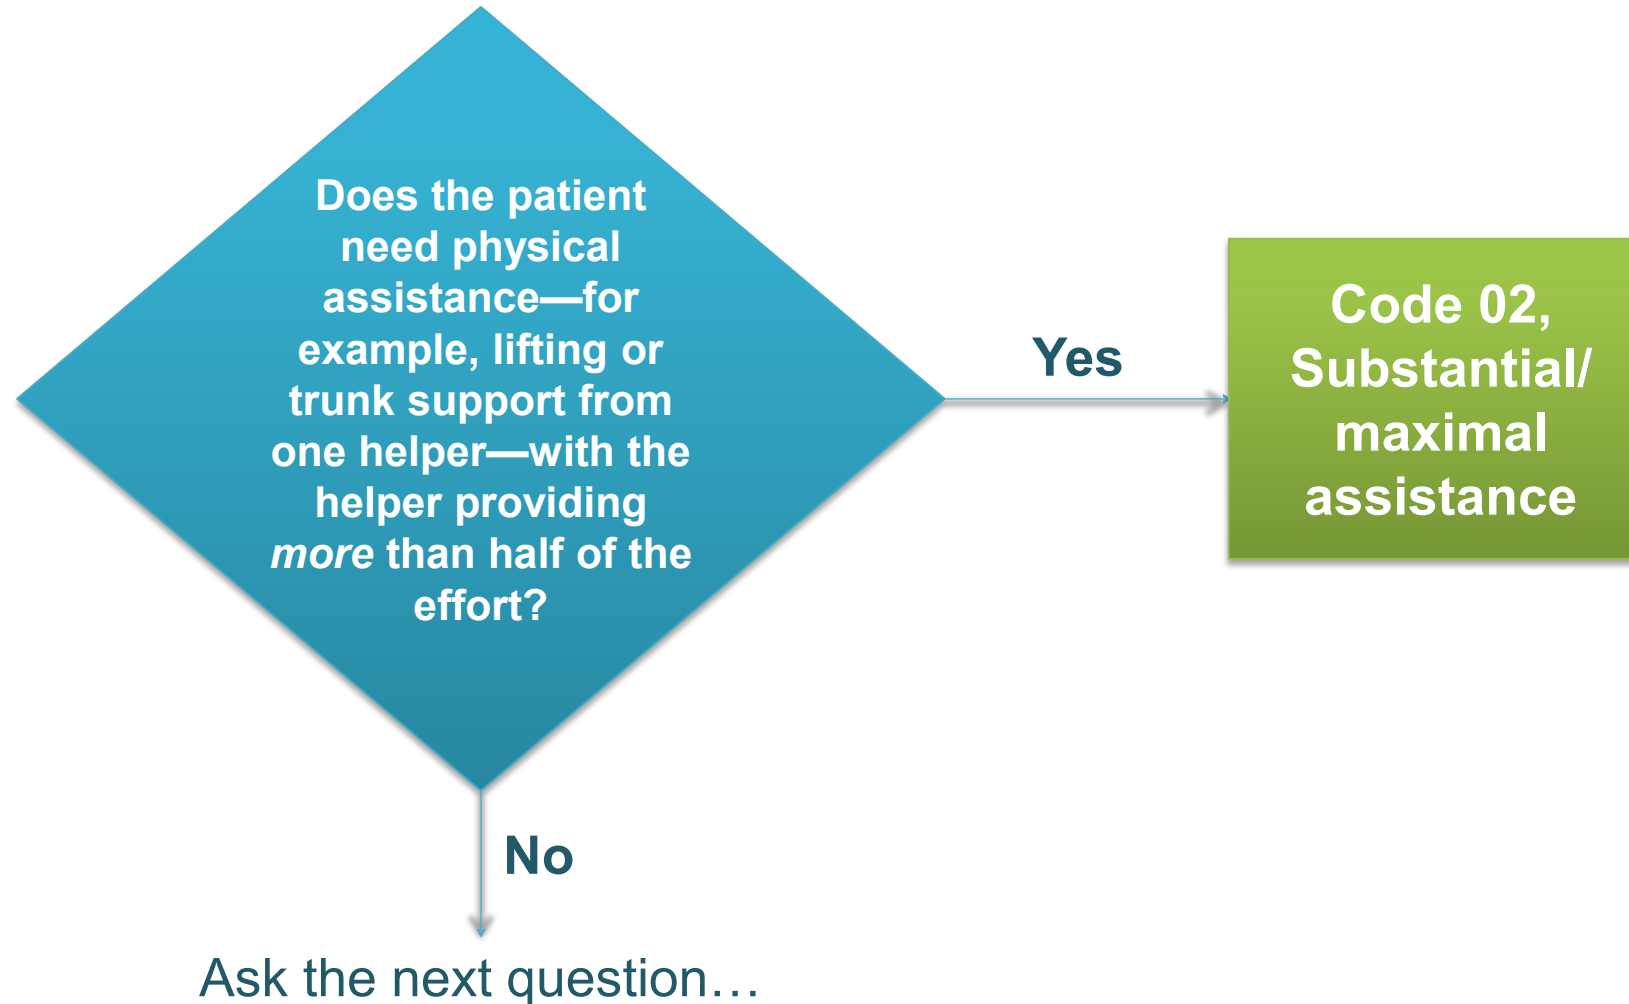 Does the patient
need physical
assistance—for
example, lifting or
trunk support from
one helper—with the
helper providing
more than half of the
effort?
Yes
Code 02,
Substantial/
maximal
assistance
No
Ask the next question…